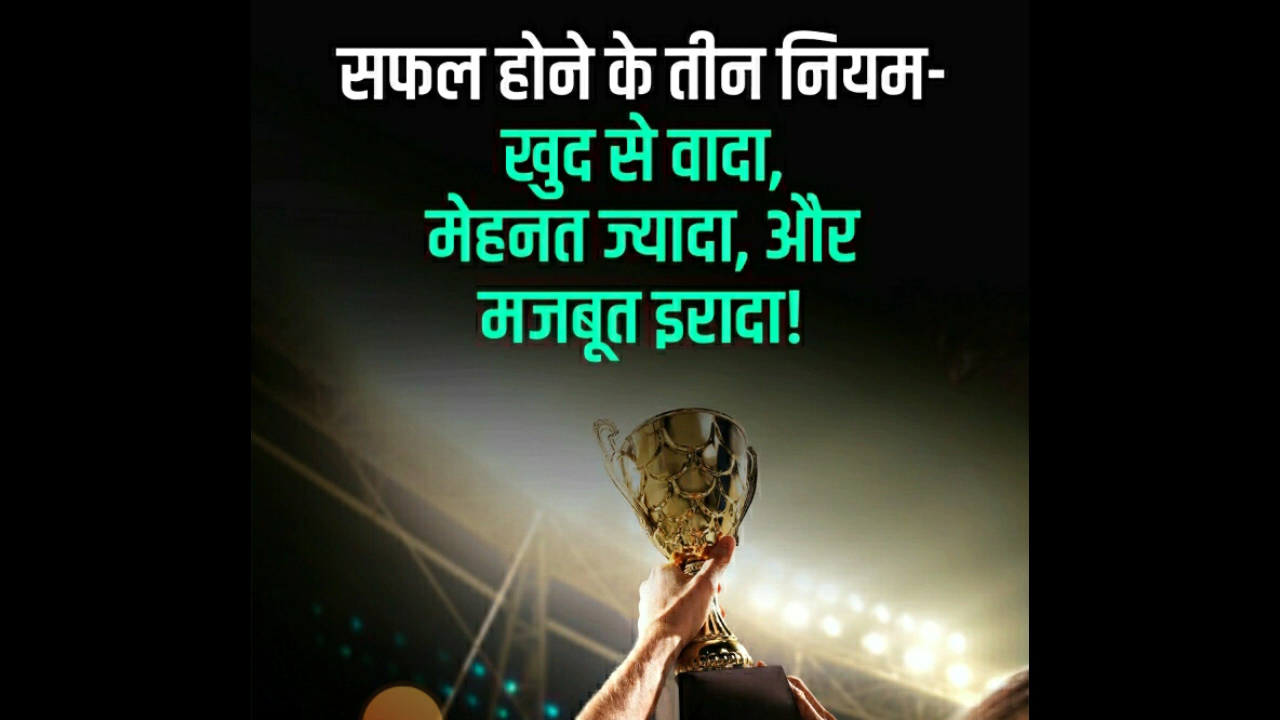 सफल होने के तीन नियम-
खुद से वादा,
मेहनत ज्यादा, और
मजबूत इरादा!